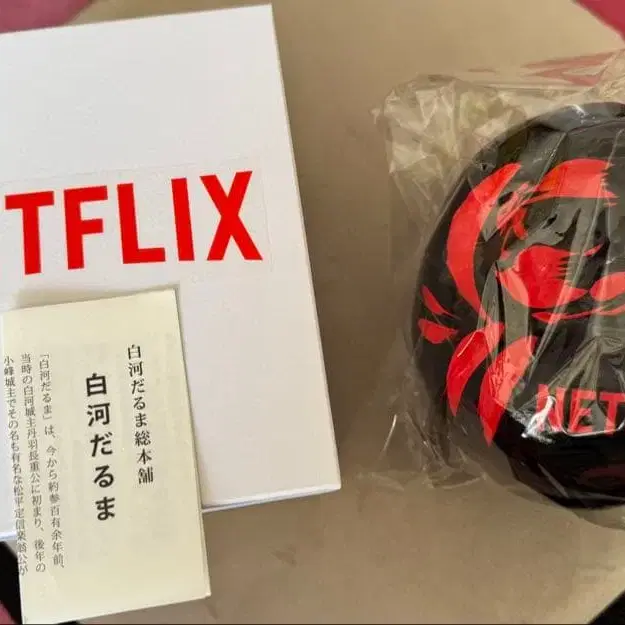 TFLIX
白河だるま総本舗
白河だるま
「白河だるま」は、今から約参百有余年前、
当時の白河城主丹羽長重公に初まり、後年の
小峰城主でその名も有名な松平定信楽翁公が
NET